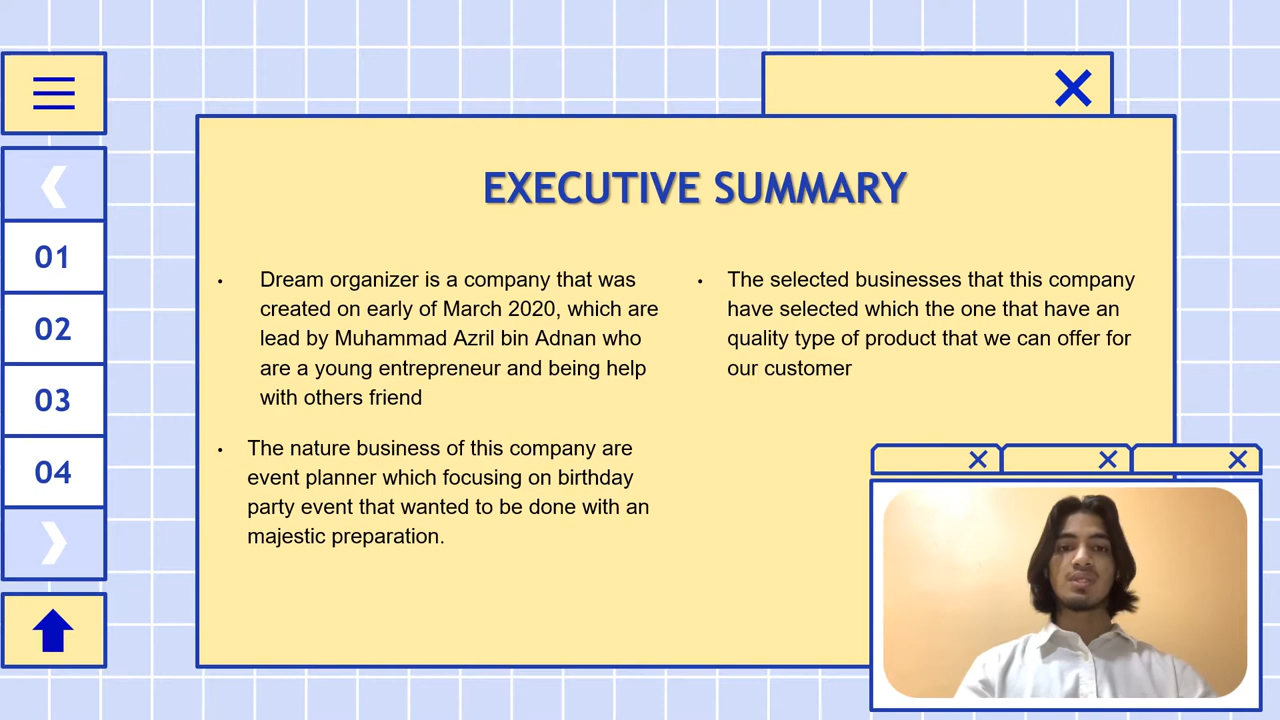 EXECUTIVE SUMMARY
01
02
03
04
• Dream organizer is a company that was
created on early of March 2020, which are
lead by Muhammad Azril bin Adnan who
are a young entrepreneur and being help
with others friend
• The nature business of this company are
event planner which focusing on birthday
party event that wanted to be done with an
majestic preparation.
• The selected businesses that this company
have selected which the one that have an
quality type of product that we can offer for
our customer